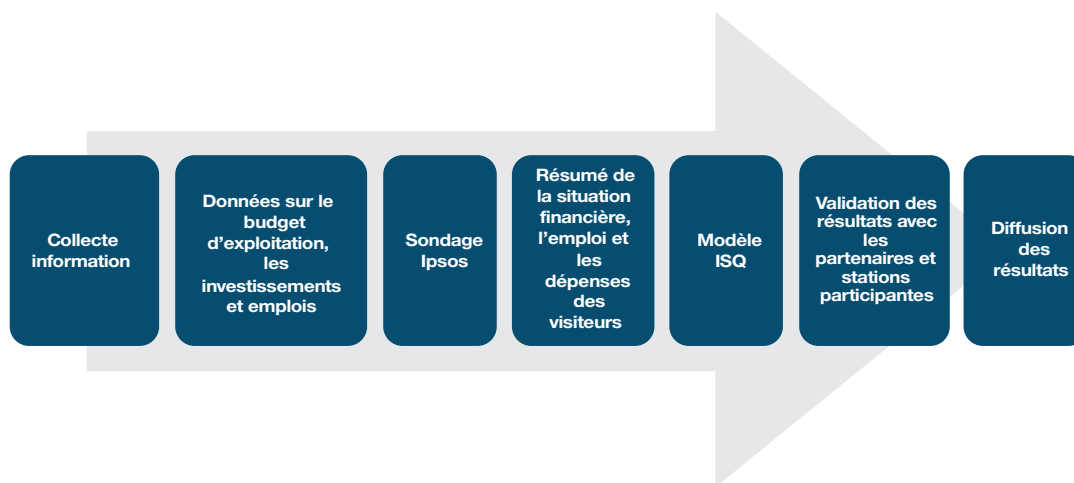 Collecte
information
Données sur le
budget
d’exploitation,
les
investissements
et emplois
Sondage
Ipsos
Résumé de
la situation
financière,
l’emploi et
les
dépenses
des
visiteurs
Modèle
ISQ
Validation des
résultats avec
les
partenaires et
stations
participantes
Diffusion
des
résultats